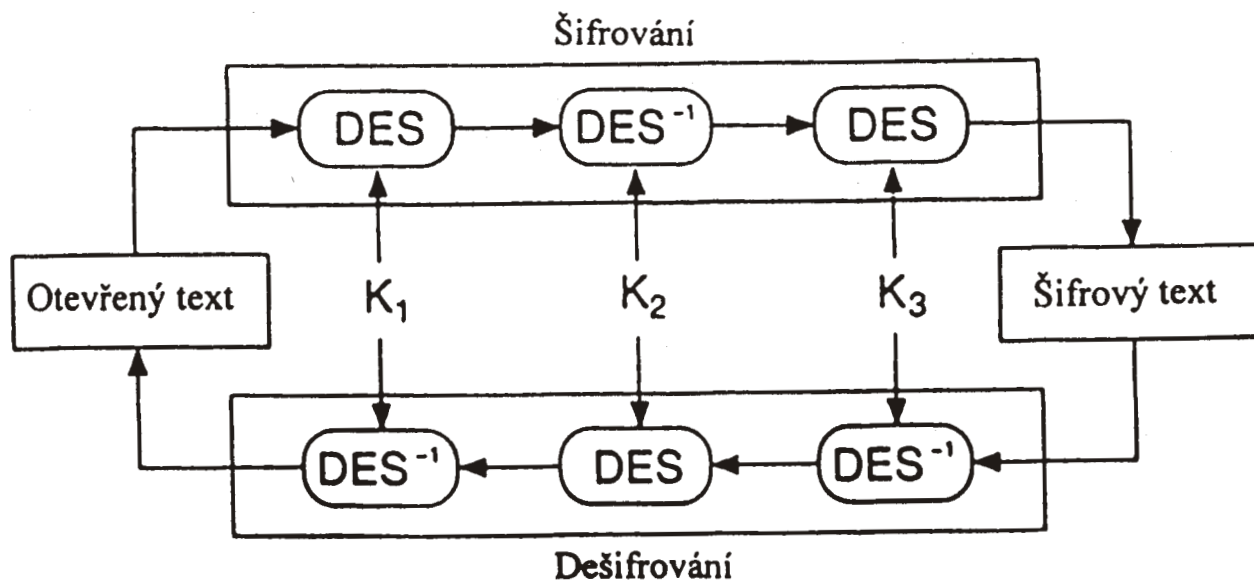 Šifrování
DES DES⁻¹ DES
Otevřený text K₁ K₂ K₃ Šifrový text
DES⁻¹ DES DES⁻¹
Dešifrování